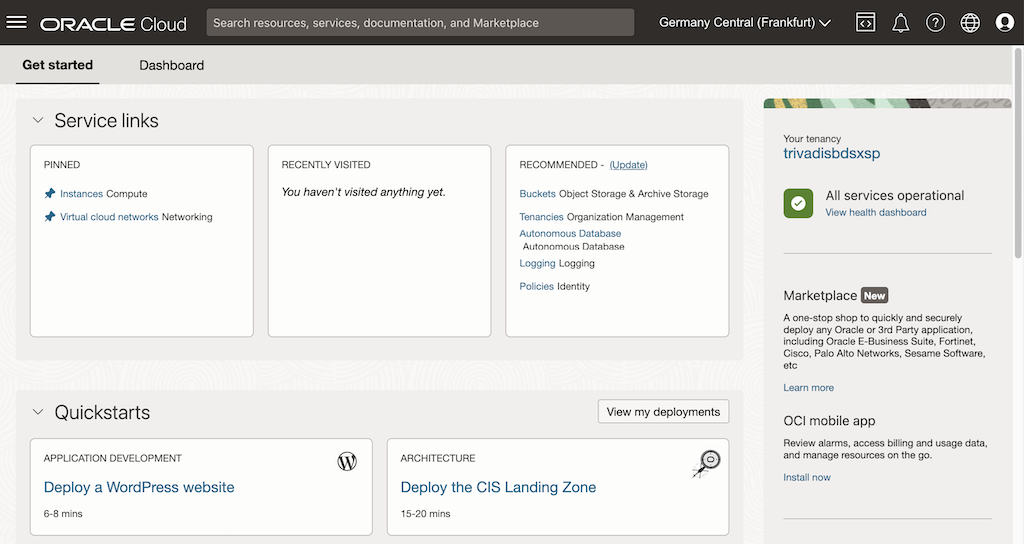 ORACLE Cloud
Search resources, services, documentation, and Marketplace
Germany Central (Frankfurt)
Get started
Dashboard
Service links
PINNED
Instances Compute
Virtual cloud networks Networking
RECENTLY VISITED
You haven't visited anything yet.
RECOMMENDED - (Update)
Buckets Object Storage & Archive Storage
Tenancies Organization Management
Autonomous Database
Autonomous Database
Logging Logging
Policies Identity
Quickstarts
View my deployments
APPLICATION DEVELOPMENT
Deploy a WordPress website
6-8 mins
ARCHITECTURE
Deploy the CIS Landing Zone
15-20 mins
Your tenancy
trivadisbdsxsp
All services operational
View health dashboard
Marketplace New
A one-stop shop to quickly and securely
deploy any Oracle or 3rd Party application,
including Oracle E-Business Suite, Fortinet,
Cisco, Palo Alto Networks, Sesame Software,
etc
Learn more
OCI mobile app
Review alarms, access billing and usage data,
and manage resources on the go.
Install now